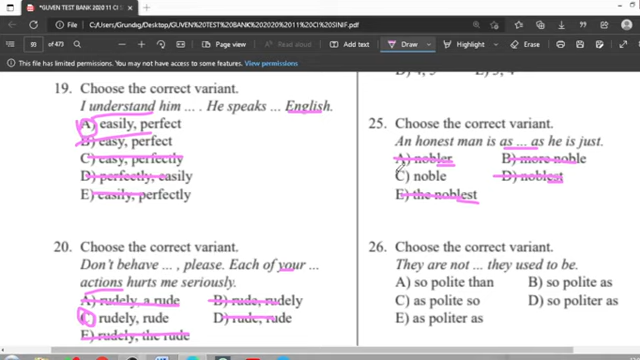 *GUVEN TEST BANK 2020 11 CI S
File
C:/Users/Grundig/Desktop/GUVEN%20TEST%20BANK%202020%2011%20CI%20SINIF.pdf
99 of 473
Page view
Read aloud
Add text
Draw
Highlight
Erase
This file has limited permissions. You may not have access to some features. View permissions
19. Choose the correct variant.
I understand him ... . He speaks ... English.
A) easily, perfect
B) easy, perfect
C) easy, perfectly
D) perfectly, easily
E) easily, perfectly
20. Choose the correct variant.
Don't behave ... , please. Each of your ...
actions hurts me seriously.
A) rudely, a rude B) rude, rudely
C) rudely, rude D) rude, rude
E) rudely, the rude
D) 4, 5 E) 3, 4
25. Choose the correct variant.
An honest man is as ... as he is just.
A) nobler B) more noble
C) noble D) noblest
E) the noblest
26. Choose the correct variant.
They are not ... they used to be.
A) so polite than B) so polite as
C) as polite so D) so politer as
E) as politer as